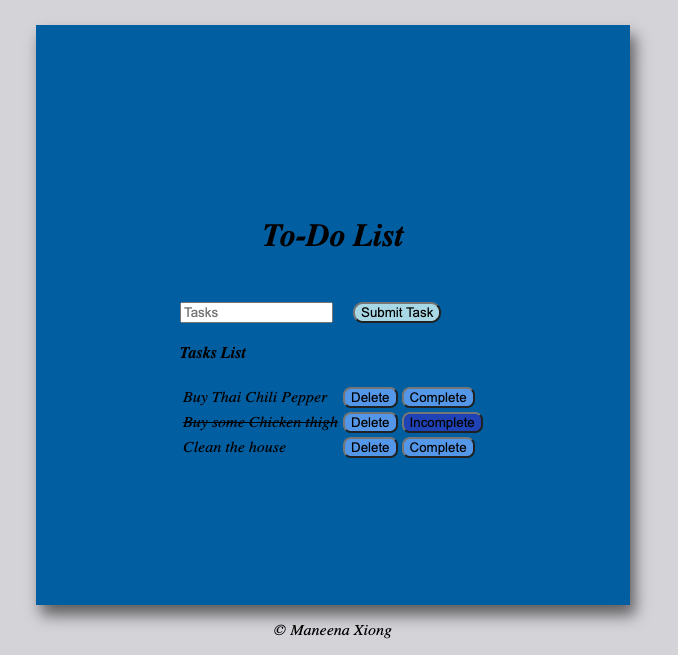 To-Do List
Tasks Submit Task
Tasks List
Buy Thai Chili Pepper Delete Complete
Buy some Chicken thigh Delete Incomplete
Clean the house Delete Complete
© Maneena Xiong